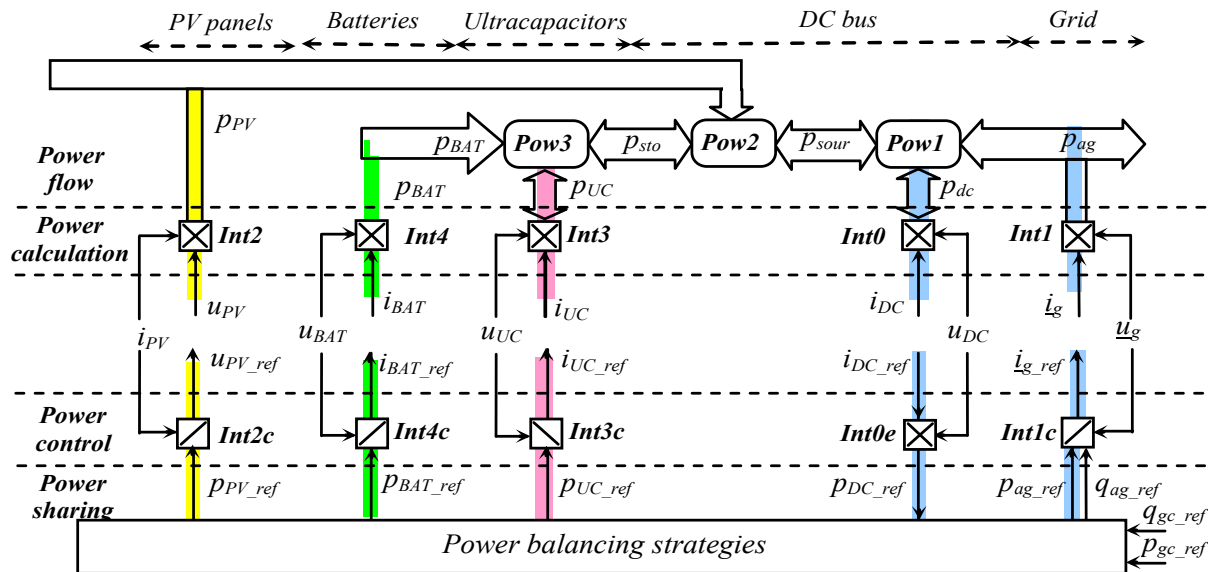 PV panels Batteries Ultracapacitors DC bus Grid
p_PV
p_BAT Pow3 p_sto Pow2 p_sour Pow1 p_ag
Power
flow
p_BAT p_UC p_dc
Power
calculation
Int2 Int4 Int3 Int0 Int1
u_PV i_BAT i_UC i_DC i_g
i_PV u_BAT u_UC u_DC u_g
u_PV_ref i_BAT_ref i_UC_ref i_DC_ref i_g_ref
Power
control
Int2c Int4c Int3c Int0e Int1c
Power
sharing
p_PV_ref p_BAT_ref p_UC_ref p_DC_ref p_ag_ref q_ag_ref
q_gc_ref
Power balancing strategies p_gc_ref